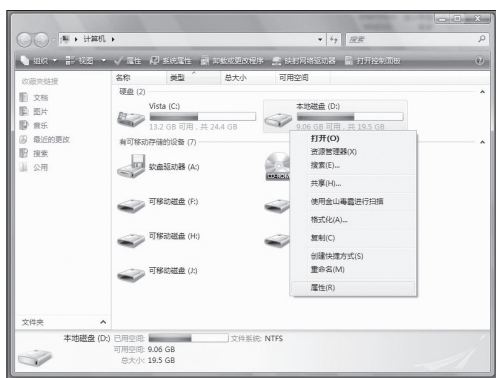 计算机
搜索
组织 视图 属性 系统属性 卸载或更改程序 映射网络驱动器 打开控制面板
收藏夹链接
文档
图片
音乐
最近的更改
搜索
公用
文件夹
名称 类型 总大小 可用空间
硬盘 (2)
Vista (C:)
13.2 GB 可用，共 24.4 GB
本地磁盘 (D:)
9.06 GB 可用，共 19.5 GB
有可移动存储的设备 (7)
软盘驱动器 (A:)
可移动磁盘 (F:)
可移动磁盘 (H:)
可移动磁盘 (J:)
CD-ROM
打开(O)
资源管理器(X)
搜索(E)...
共享(H)...
使用金山毒霸进行扫描
格式化(A)...
复制(C)
创建快捷方式(S)
重命名(M)
属性(R)
本地磁盘 (D:) 已用空间: 文件系统: NTFS
可用空间: 9.06 GB
总大小: 19.5 GB